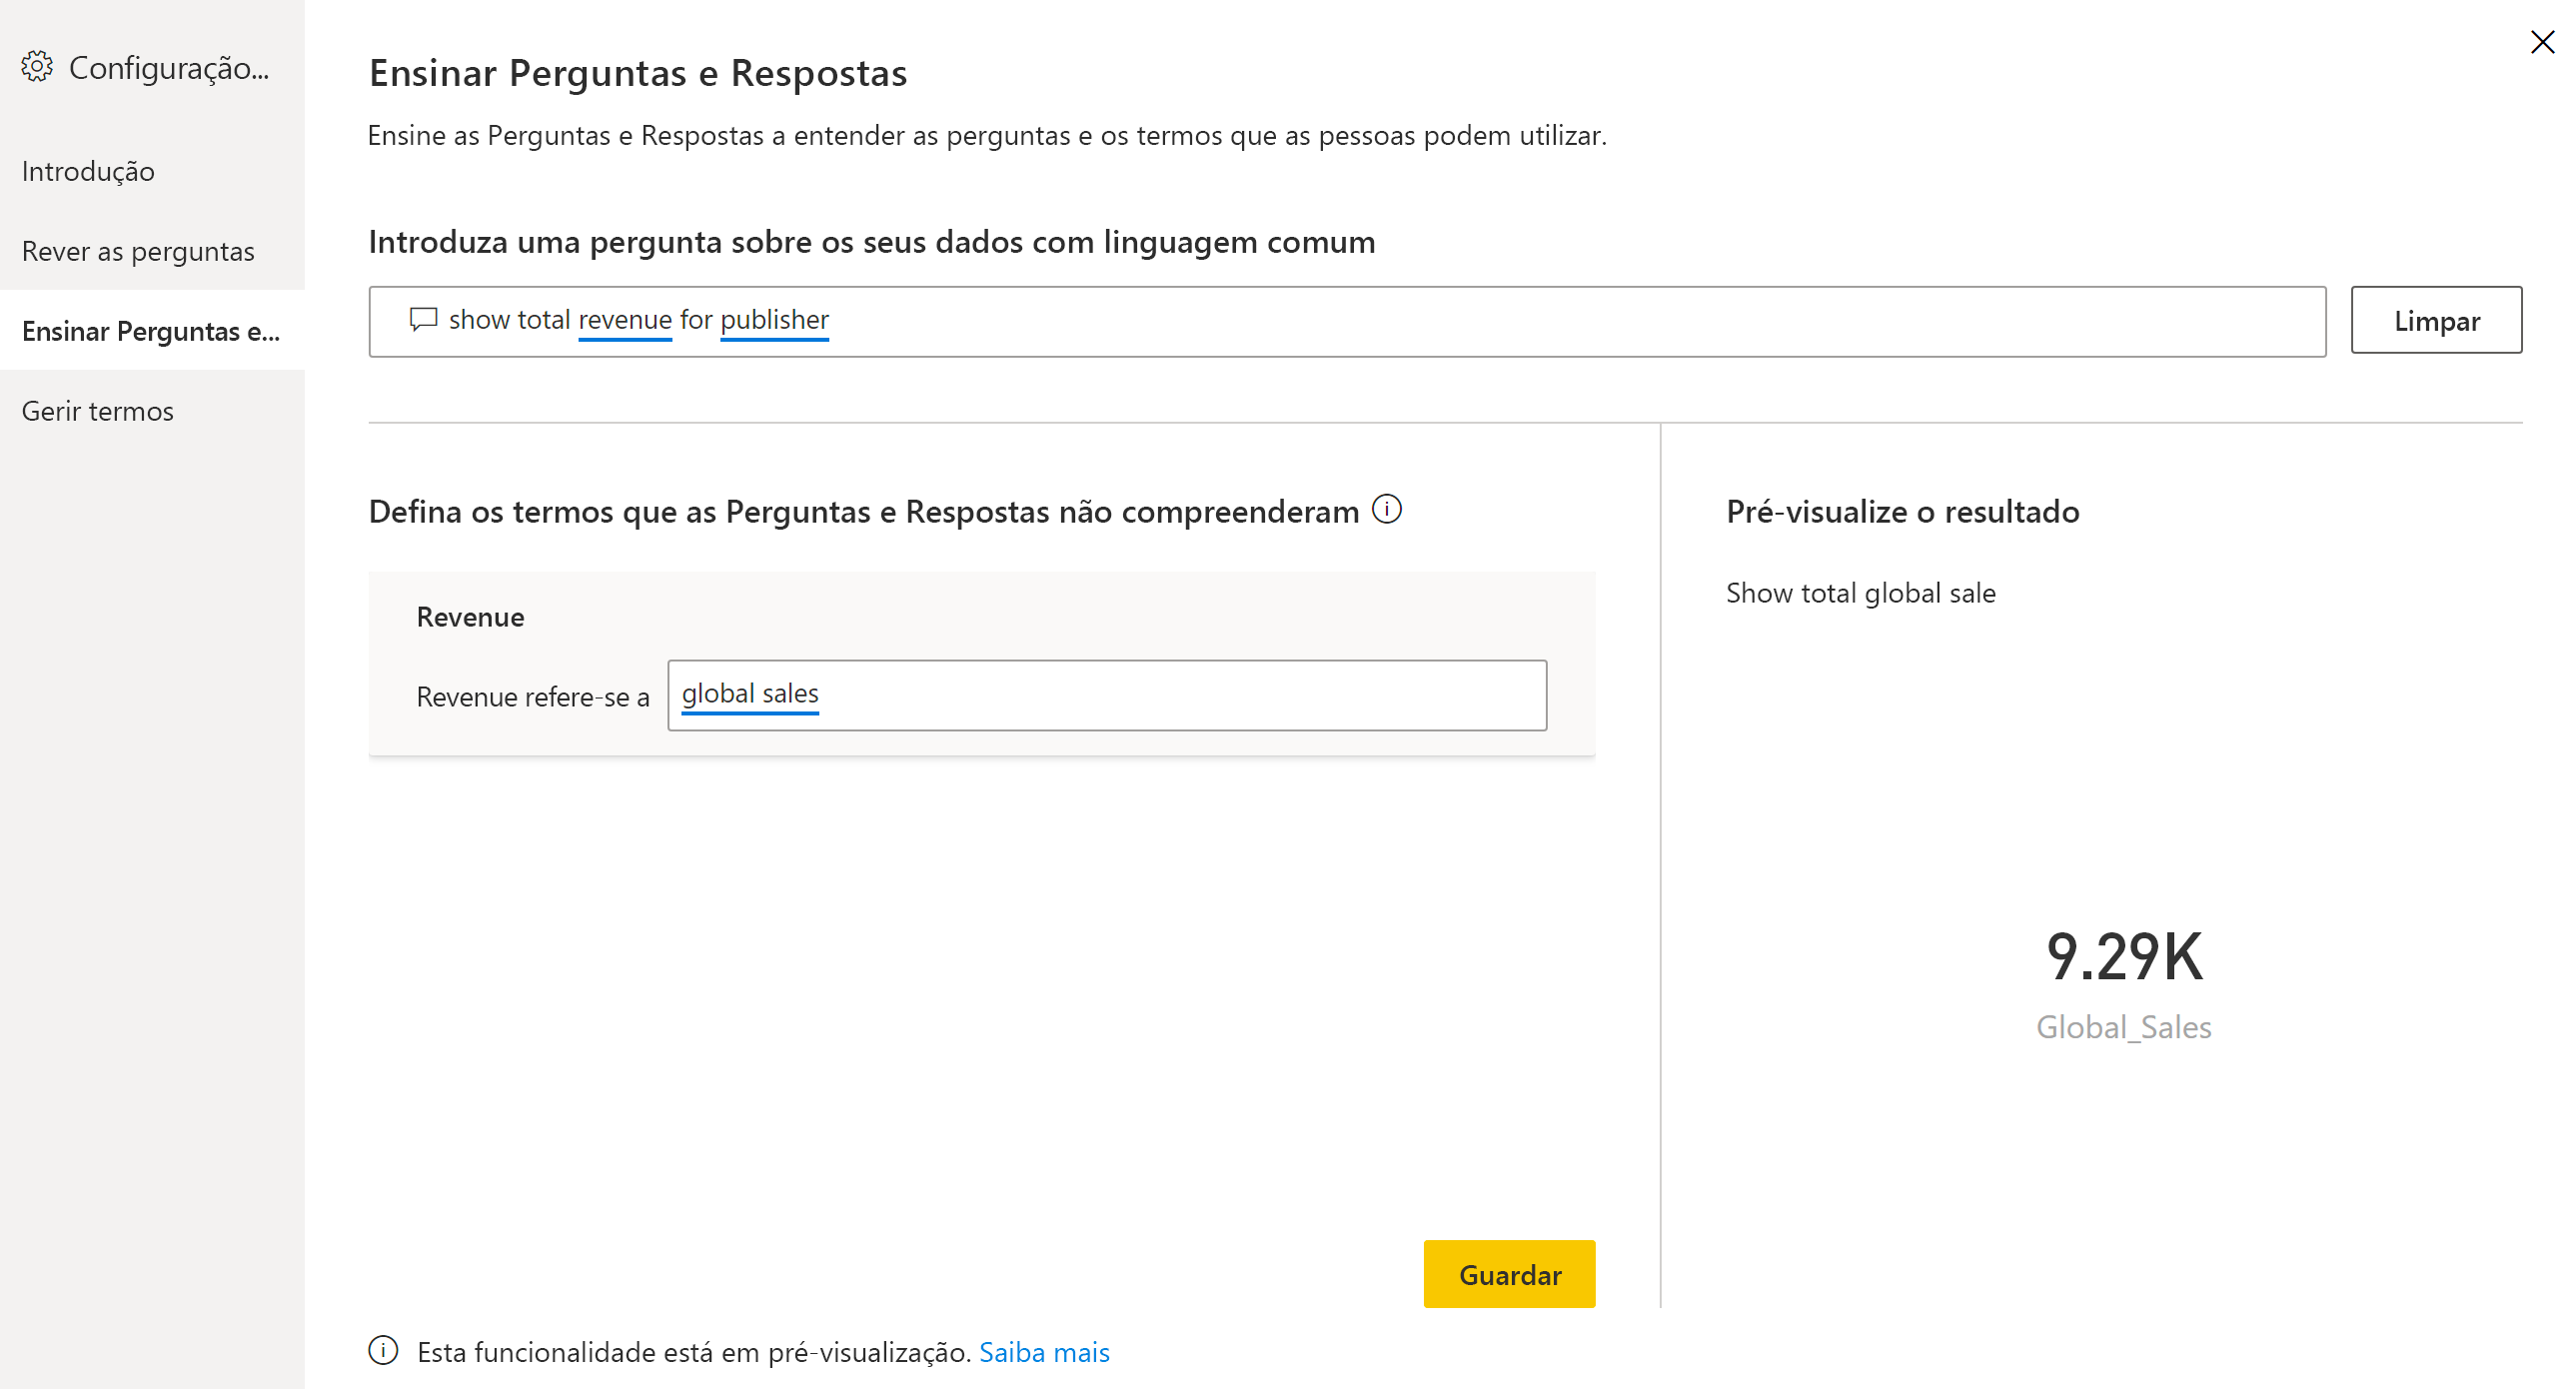 Configuração...
Introdução
Rever as perguntas
Ensinar Perguntas e...
Gerir termos
Ensinar Perguntas e Respostas
Ensine as Perguntas e Respostas a entender as perguntas e os termos que as pessoas podem utilizar.
Introduza uma pergunta sobre os seus dados com linguagem comum
show total revenue for publisher
Limpar
Defina os termos que as Perguntas e Respostas não compreenderam
Revenue
Revenue refere-se a global sales
Guardar
Pré-visualize o resultado
Show total global sale
9.29K
Global_Sales
Esta funcionalidade está em pré-visualização. Saiba mais